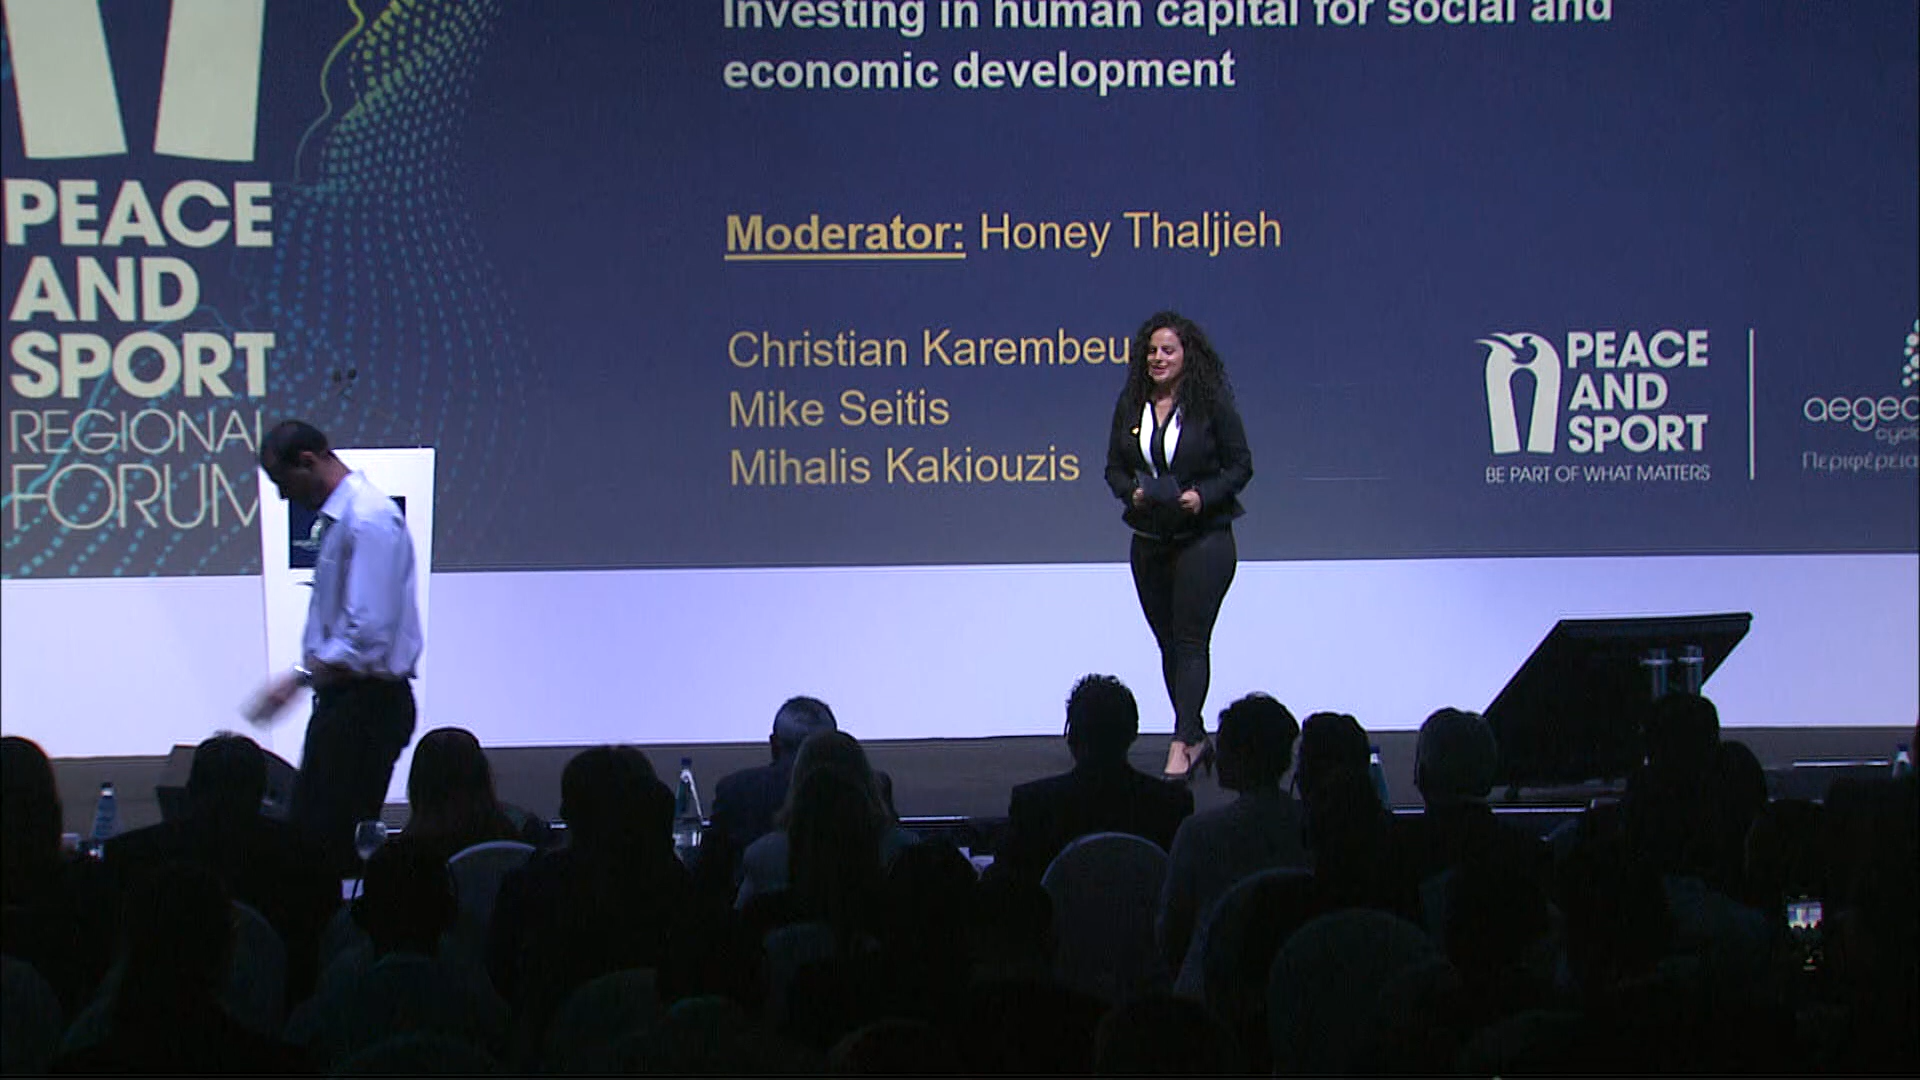 Investing in human capital for social and
economic development
Moderator: Honey Thaljieh
Christian Karembeu
Mike Seitis
Mihalis Kakiouzis
PEACE
AND
SPORT
REGIONAL
FORUM
PEACE
AND
SPORT
BE PART OF WHAT MATTERS